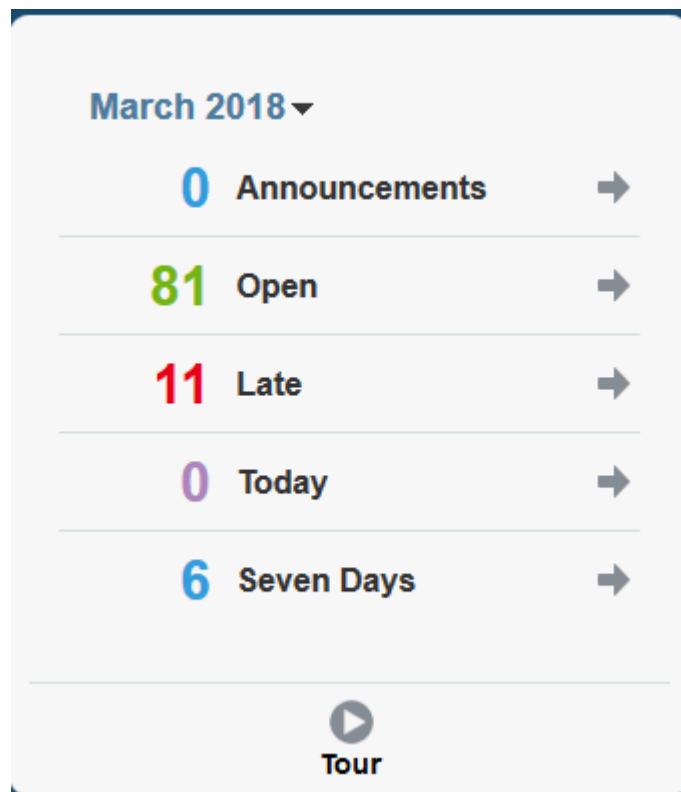 March 2018
0 Announcements
81 Open
11 Late
0 Today
6 Seven Days
Tour